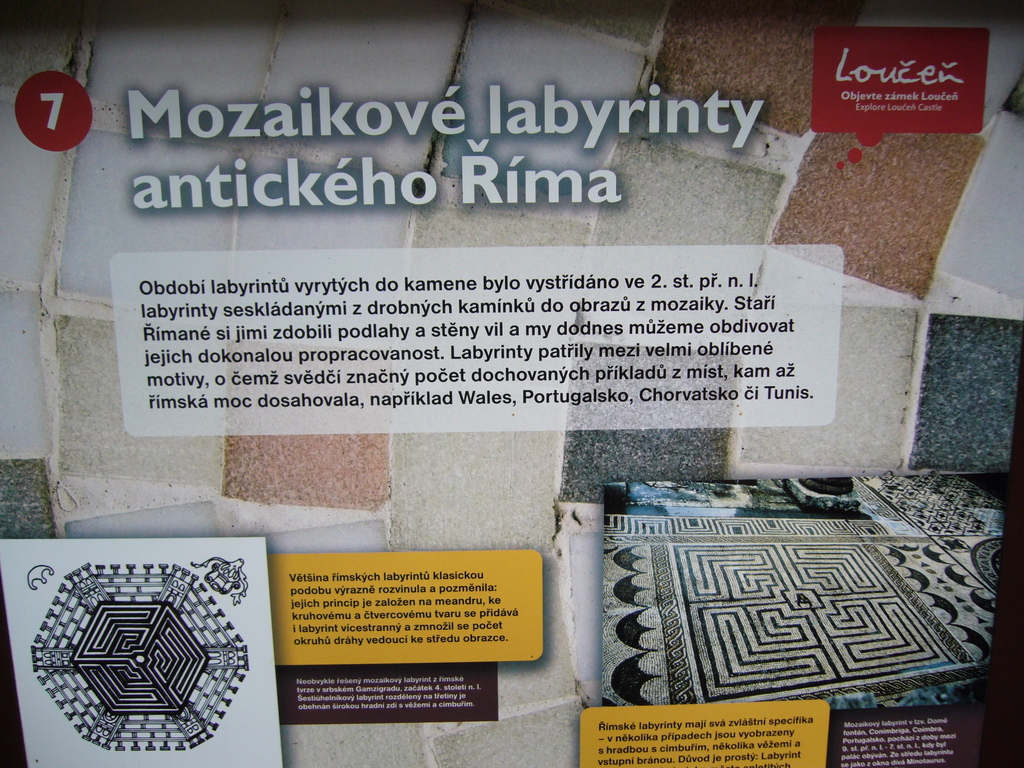 7
Mozaikové labyrinty
antického Říma
Loučeň
Objevte zámek Loučeň
Explore Loučeň Castle
Období labyrintů vyrytých do kamene bylo vystřídáno ve 2. st. př. n. l.
labyrinty seskládanými z drobných kamínků do obrazů z mozaiky. Staří
Římané si jimi zdobili podlahy a stěny vil a my dodnes můžeme obdivovat
jejich dokonalou propracovanost. Labyrinty patřily mezi velmi oblíbené
motivy, o čemž svědčí značný počet dochovaných příkladů z míst, kam až
římská moc dosahovala, například Wales, Portugalsko, Chorvatsko či Tunis.
Většina římských labyrintů klasickou
podobu výrazně rozvinula a pozměnila:
jejich princip je založen na meandru, ke
kruhovému a čtvercovému tvaru se přidává
i labyrint vícestranný a zmnožil se počet
okruhů dráhy vedoucí ke středu obrazce.
Neobvykle řešený mozaikový labyrint z římské
tvrze v srbském Gamzigradu, začátek 4. století n. l.
Šestiúhelníkový labyrint rozdělený na třetiny je
obehnán širokou hradní zdí s věžemi a cimbuřím.
Římské labyrinty mají svá zvláštní specifika
– v několika případech jsou vyobrazeny
s hradbou s cimbuřím, několika věžemi a
vstupní bránou. Důvod je prostý: Labyrint
Mozaikový labyrint v tzv. Domě
fontán, Conimbriga, Coimbra,
Portugalsko, pochází z doby mezi
9. st. př. n. l. - 7. st. n. l., kdy byl
palác obýván. Ze středu labyrintu
se jako z okna dívá Minotaurus.